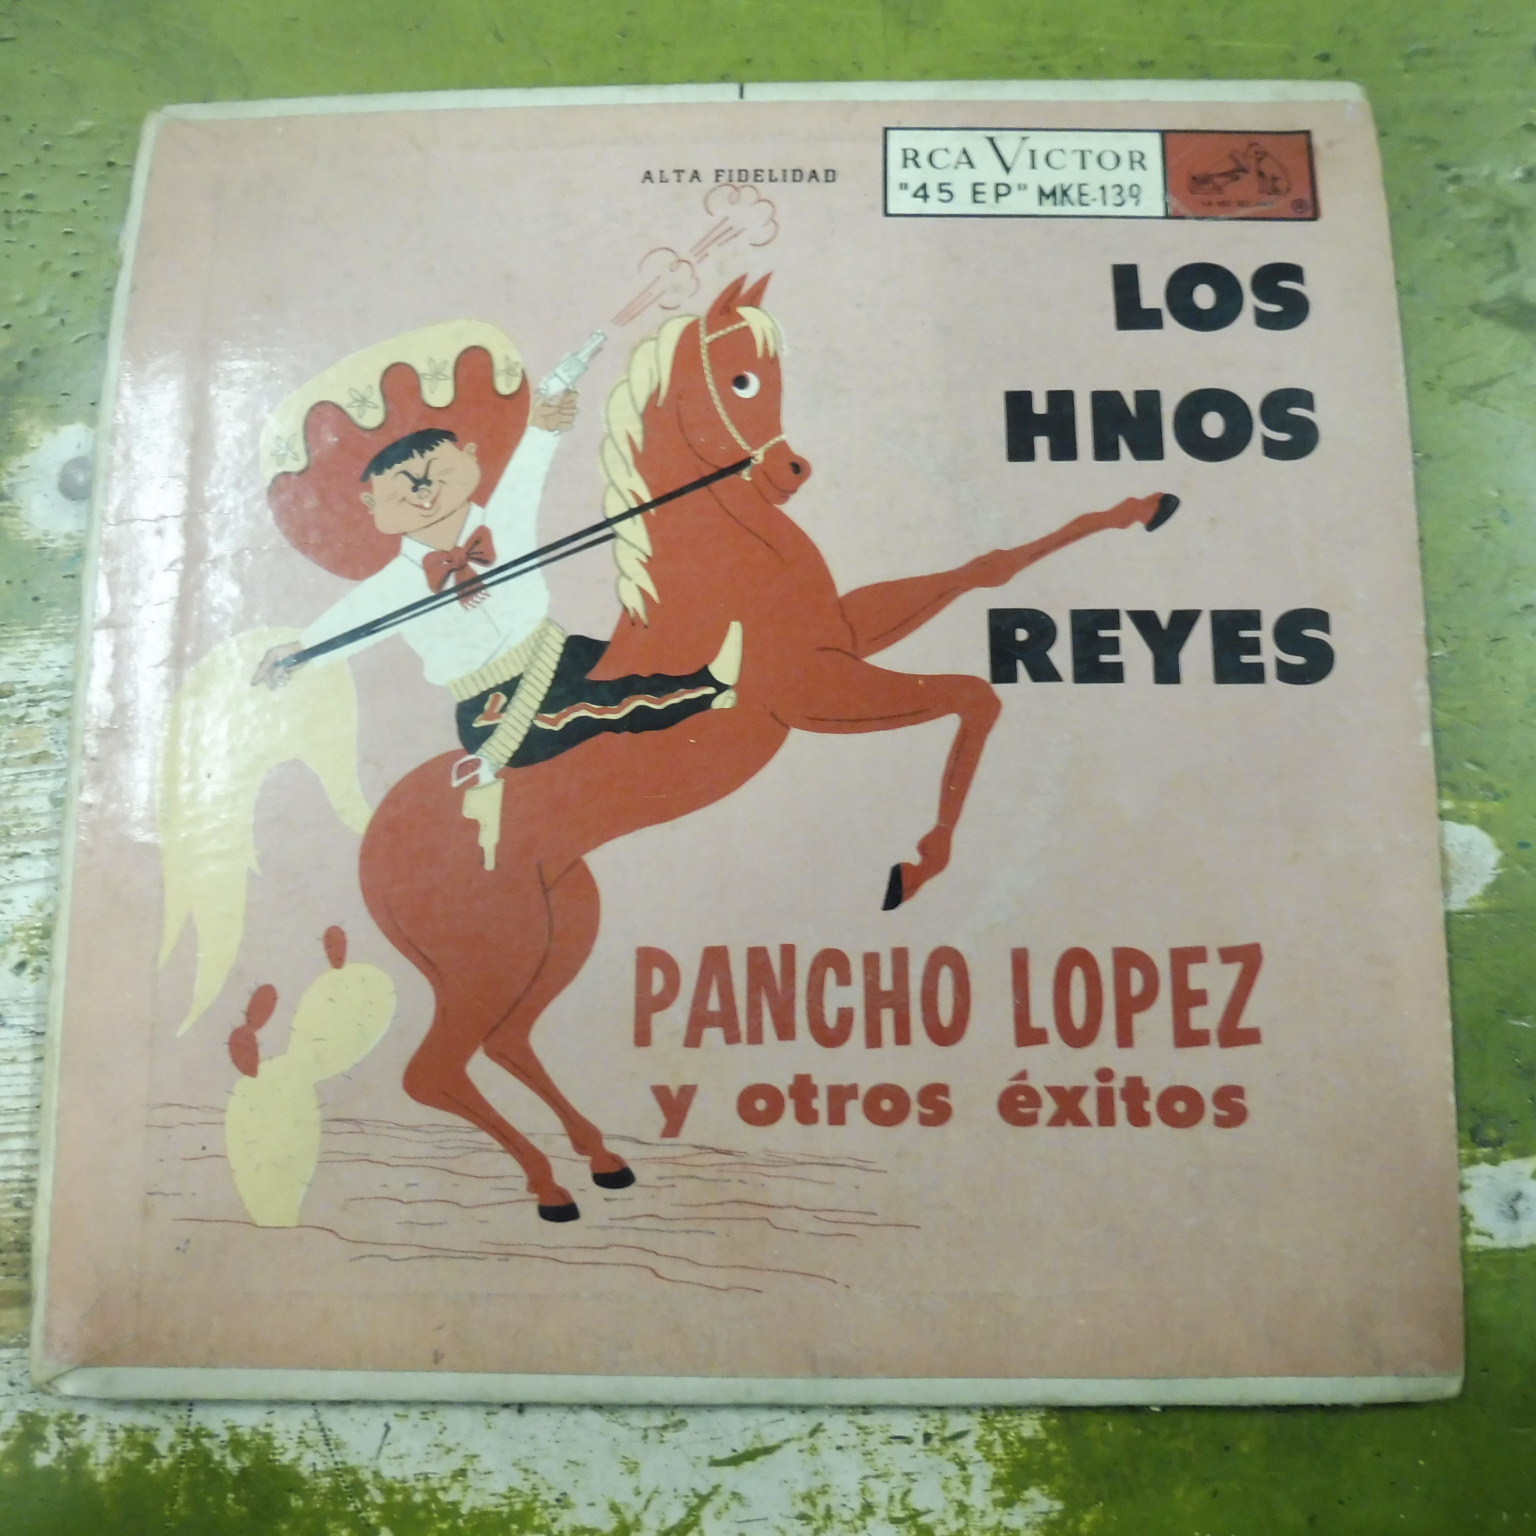 ALTA FIDELIDAD
RCA VICTOR
"45 EP" MKE-139
®
LOS
HNOS
REYES
PANCHO LOPEZ
y otros éxitos